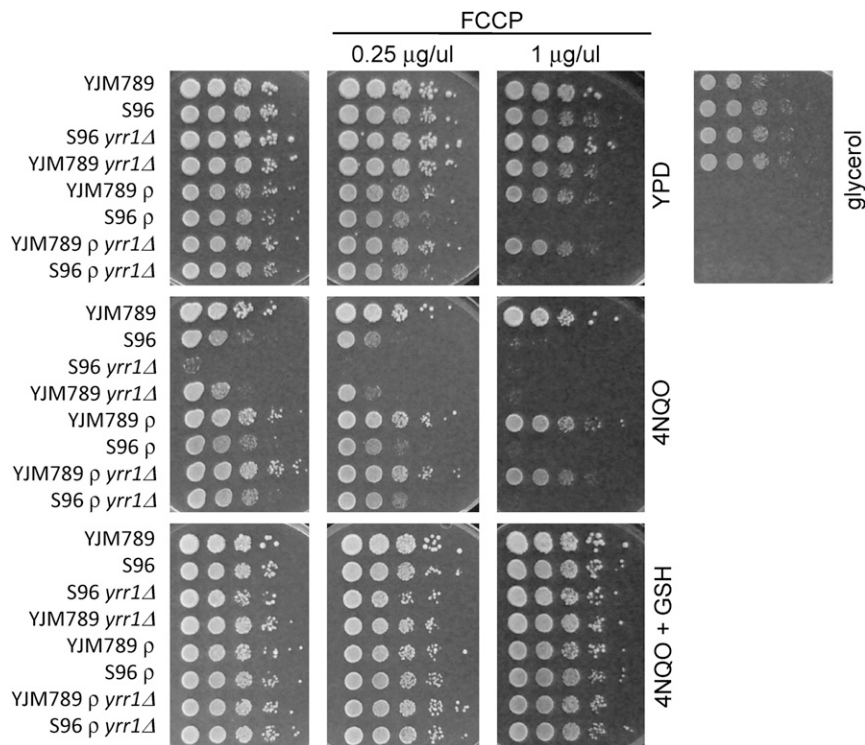 FCCP
0.25 μg/ul 1 μg/ul
YJM789
S96
S96 yrr1Δ
YJM789 yrr1Δ
YJM789 ρ
S96 ρ
YJM789 ρ yrr1Δ
S96 ρ yrr1Δ
YPD
glycerol
YJM789
S96
S96 yrr1Δ
YJM789 yrr1Δ
YJM789 ρ
S96 ρ
YJM789 ρ yrr1Δ
S96 ρ yrr1Δ
4NQO
YJM789
S96
S96 yrr1Δ
YJM789 yrr1Δ
YJM789 ρ
S96 ρ
YJM789 ρ yrr1Δ
S96 ρ yrr1Δ
4NQO + GSH